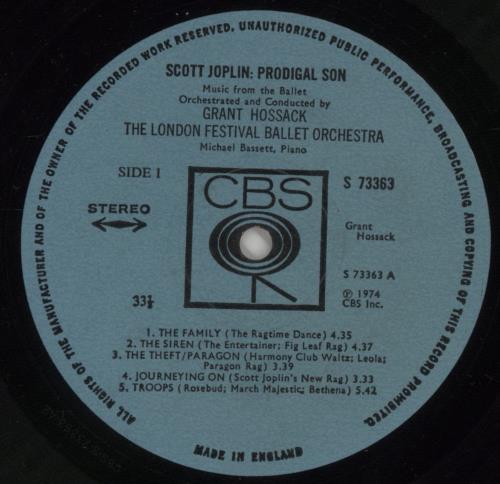 ALL RIGHTS OF THE MANUFACTURER AND OF THE OWNER OF THE RECORDED WORK RESERVED. UNAUTHORIZED PUBLIC PERFORMANCE, BROADCASTING AND COPYING OF THIS RECORD PROHIBITED.
SCOTT JOPLIN: PRODIGAL SON
Music from the Ballet
Orchestrated and Conducted by
GRANT HOSSACK
THE LONDON FESTIVAL BALLET ORCHESTRA
Michael Bassett, Piano
SIDE I
CBS
S 73363
STEREO
Grant
Hossack
S 73363 A
33⅓
℗ 1974
CBS Inc.
1. THE FAMILY (The Ragtime Dance) 4.35
2. THE SIREN (The Entertainer; Fig Leaf Rag) 4.37
3. THE THEFT/PARAGON (Harmony Club Waltz; Leola;
Paragon Rag) 3.39
4. JOURNEYING ON (Scott Joplin's New Rag) 3.33
5. TROOPS (Rosebud; March Majestic; Bethena) 5.42
MADE IN ENGLAND